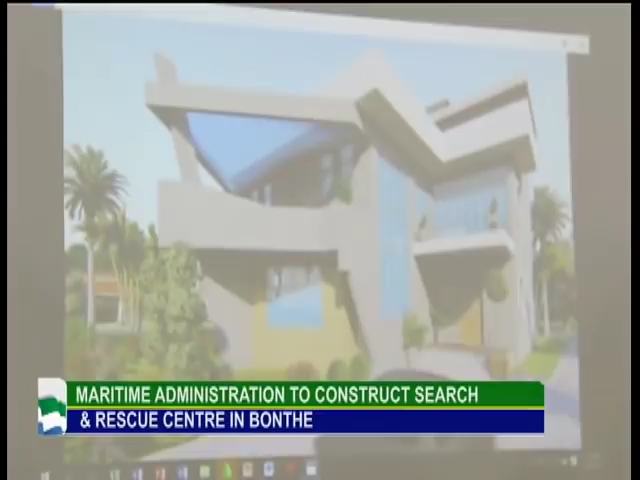 MARITIME ADMINISTRATION TO CONSTRUCT SEARCH
& RESCUE CENTRE IN BONTHE